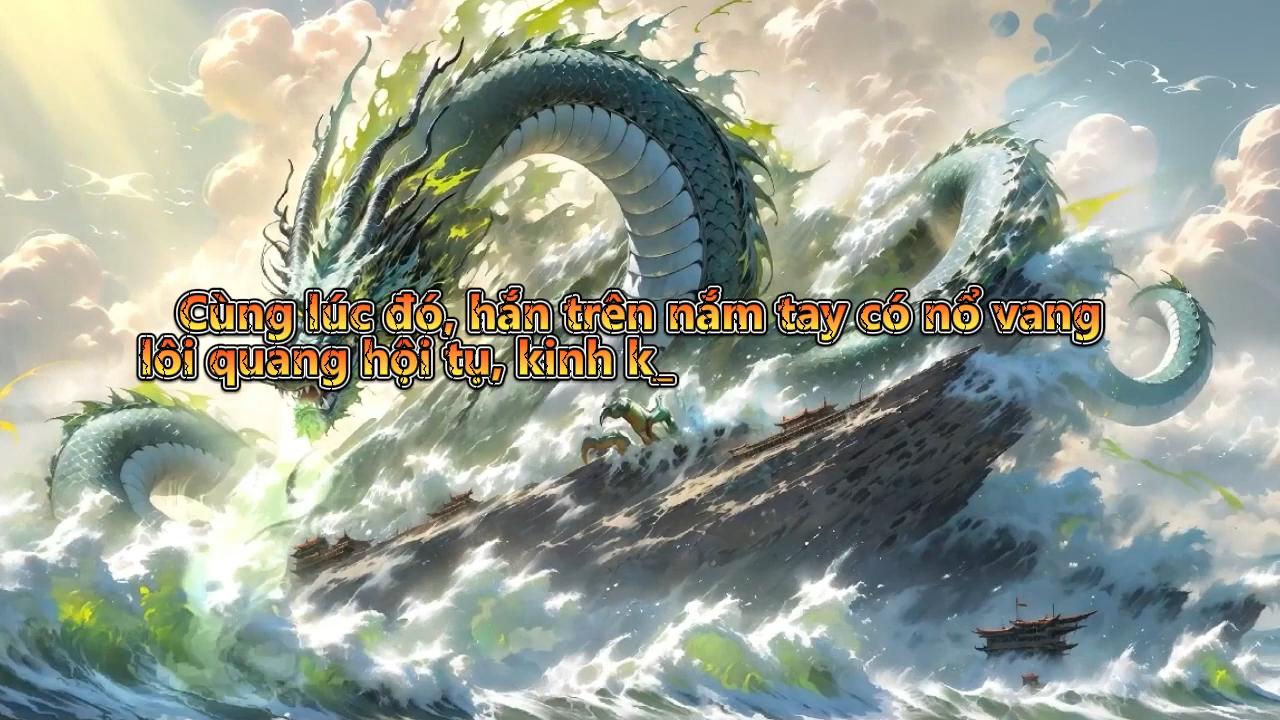 Cùng lúc đó, hắn trên nắm tay có nổ vang
lôi quang hội tụ, kinh k_